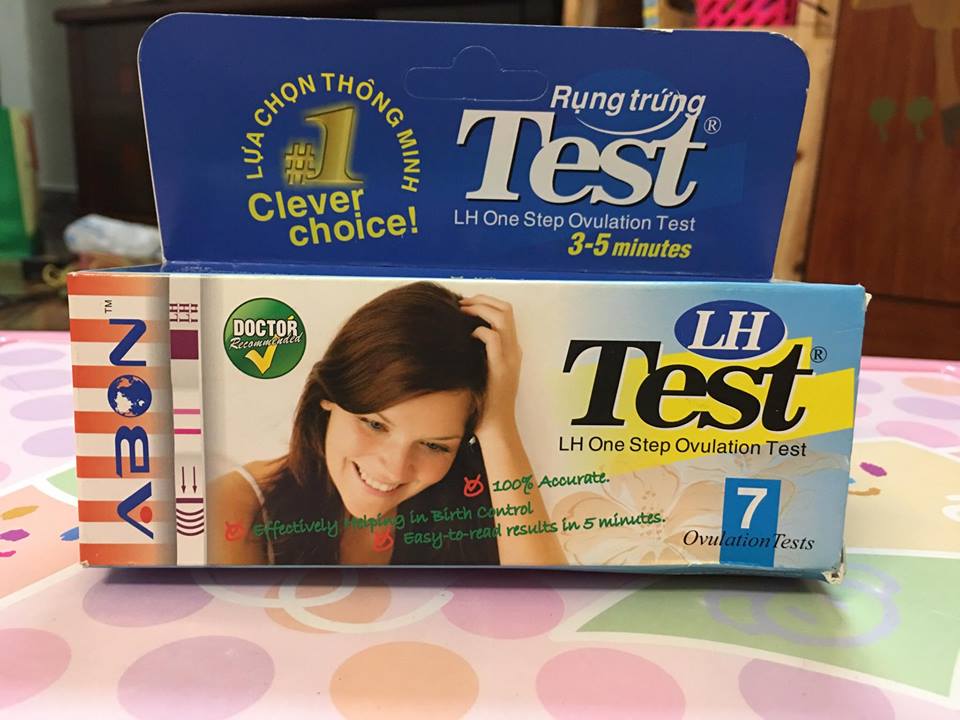 LỰA CHỌN THÔNG MINH
#1
Clever
choice!
Rụng trứng
Test®
LH One Step Ovulation Test
3-5 minutes
ABON™
LH LH
DOCTOR
Recommended
LH
Test®
LH One Step Ovulation Test
100% Accurate.
Effectively Helping in Birth Control
Easy-to-read results in 5 minutes.
7
Ovulation Tests